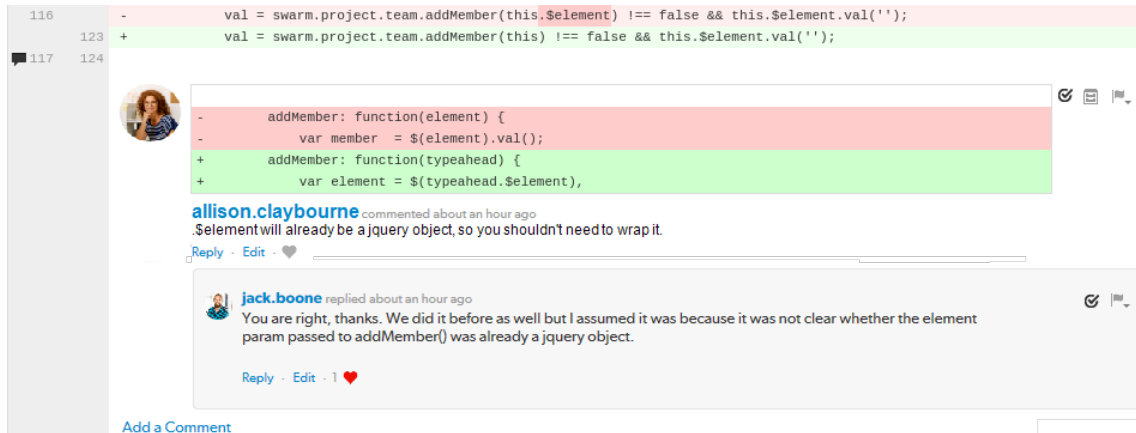 116 - val = swarm.project.team.addMember(this.$element) !== false && this.$element.val('');
123 + val = swarm.project.team.addMember(this) !== false && this.$element.val('');
117 124
- addMember: function(element) {
- var member = $(element).val();
+ addMember: function(typeahead) {
+ var element = $(typeahead.$element),
allison.claybourne commented about an hour ago
.$element will already be a jquery object, so you shouldn't need to wrap it.
Reply · Edit ·
jack.boone replied about an hour ago
You are right, thanks. We did it before as well but I assumed it was because it was not clear whether the element
param passed to addMember() was already a jquery object.
Reply · Edit · 1
Add a Comment